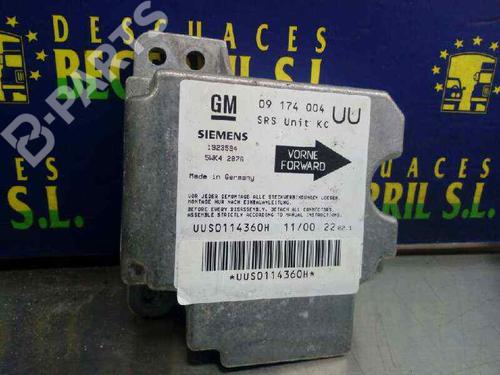 DESGUACES
B-PARTS
GM
09 174 004 UU
SRS Unit KC
SIEMENS
5WK4 2876
VORNE
FORWARD
Made in Germany
VOR JEDER DEMONTAGE ALLE STECKVERBINDUNGEN LOESEN.
MONTAGE NUR NACH EINBAUANLEITUNG.
BEFORE EVERY DISASSEMBLY, DETACH ALL CONNECTORS
ASSEMBLE STRICTLY ACCORDING TO MANUAL INSTRUCTIONS.
UUS0114360H 11/00 22
*UUS0114360H*